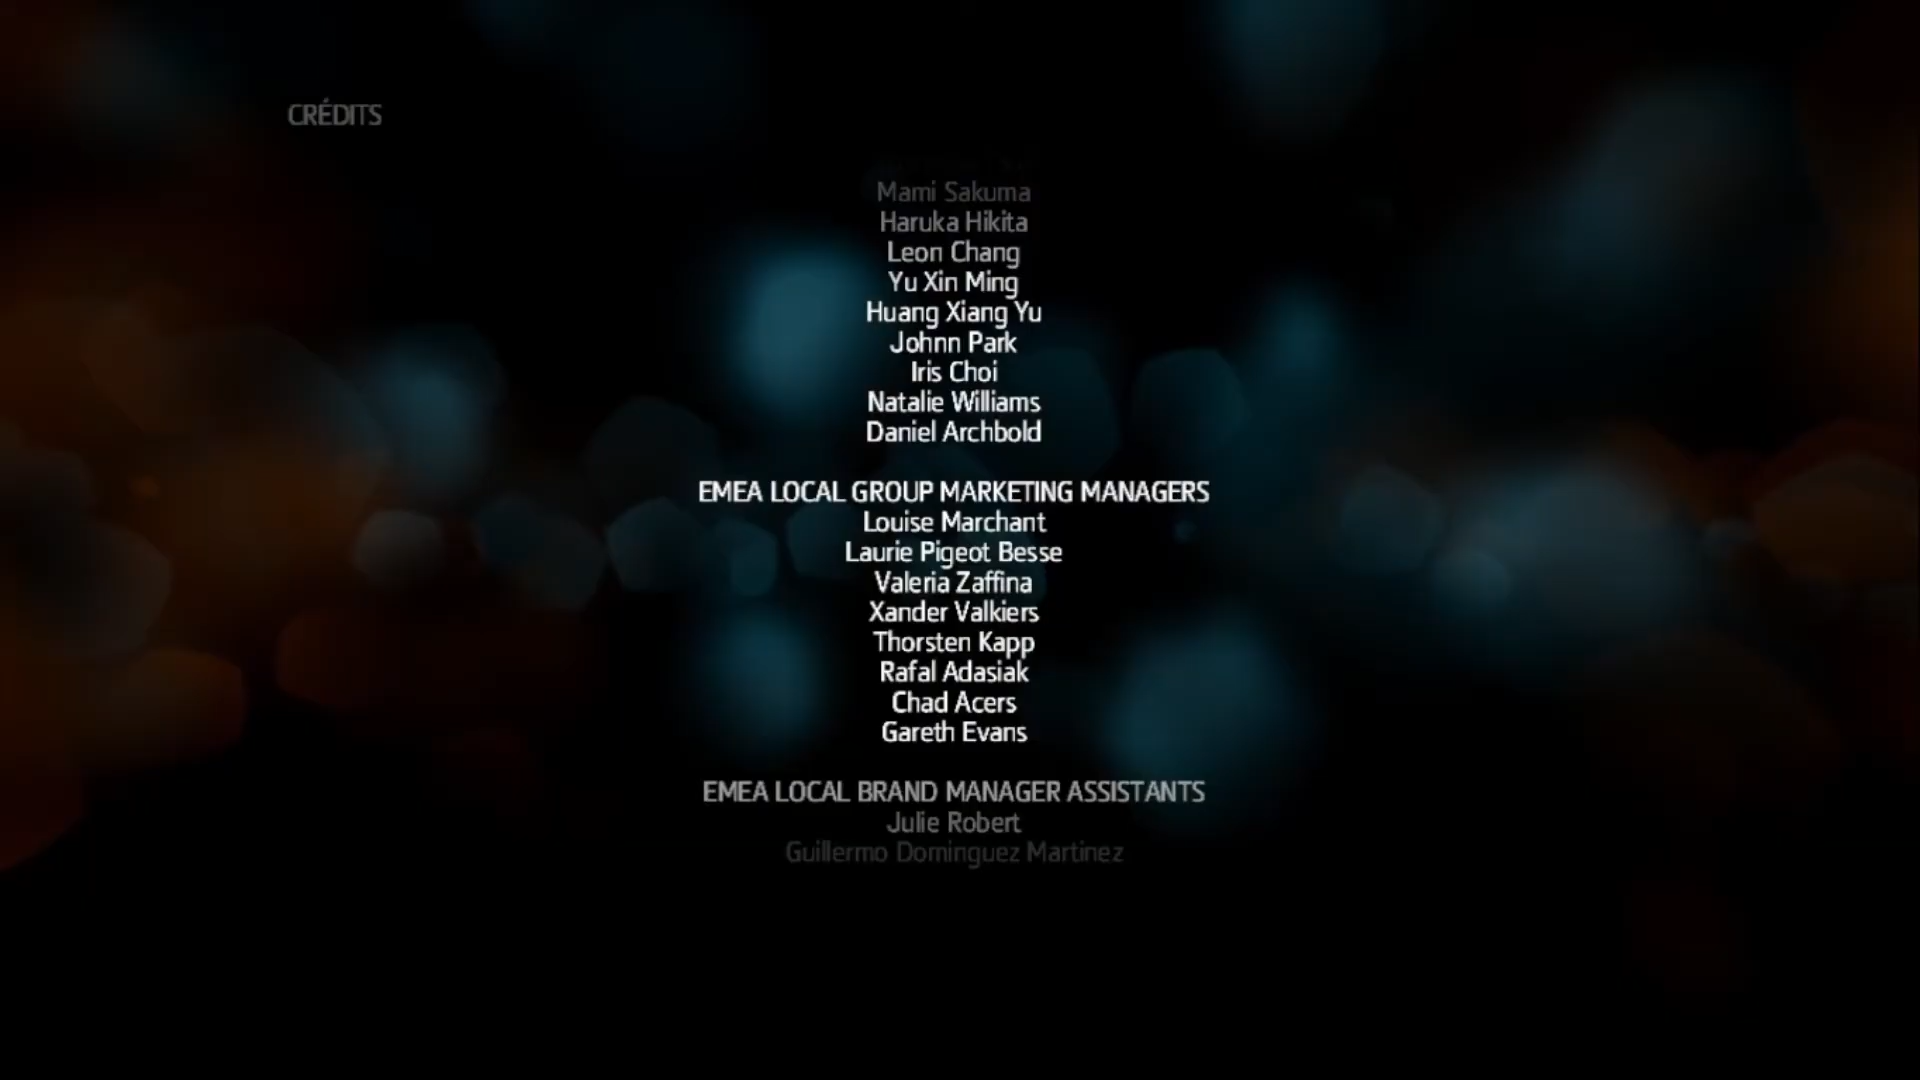 CRÉDITS
Mami Sakuma
Haruka Hikita
Leon Chang
Yu Xin Ming
Huang Xiang Yu
Johnn Park
Iris Choi
Natalie Williams
Daniel Archbold
EMEA LOCAL GROUP MARKETING MANAGERS
Louise Marchant
Laurie Pigeot Besse
Valeria Zaffina
Xander Valkiers
Thorsten Kapp
Rafal Adasiak
Chad Acers
Gareth Evans
EMEA LOCAL BRAND MANAGER ASSISTANTS
Julie Robert
Guillermo Dominguez Martinez